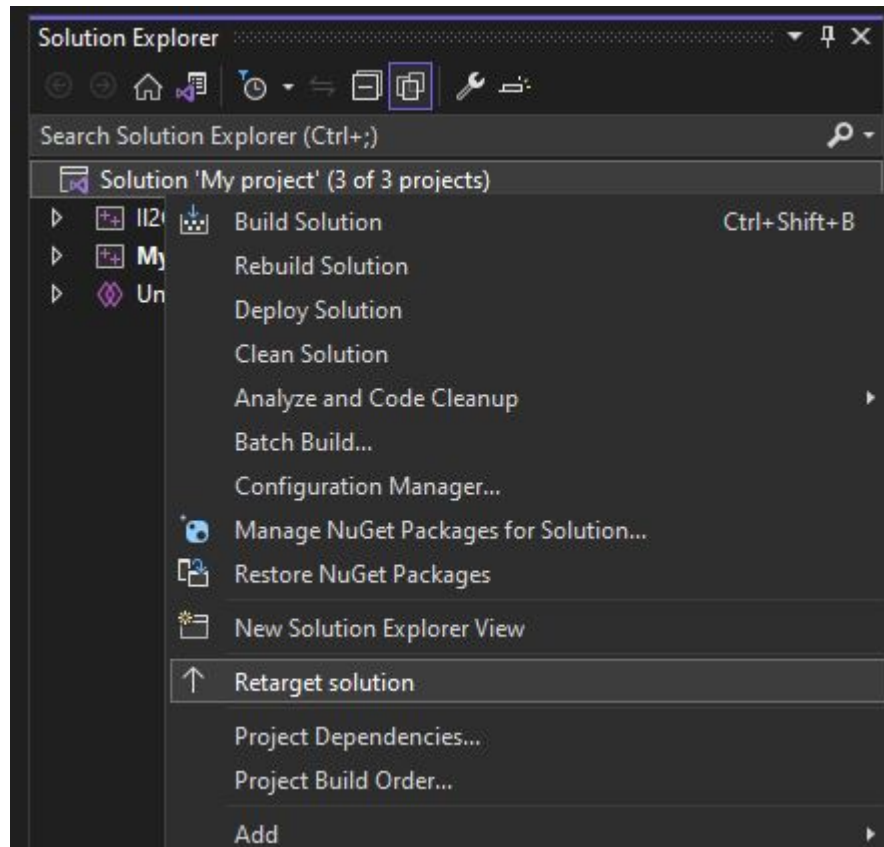 Solution Explorer
Search Solution Explorer (Ctrl+;)
Solution 'My project' (3 of 3 projects)
Build Solution Ctrl+Shift+B
My
Rebuild Solution
Un
Deploy Solution
Clean Solution
Analyze and Code Cleanup
Batch Build...
Configuration Manager...
Manage NuGet Packages for Solution...
Restore NuGet Packages
New Solution Explorer View
Retarget solution
Project Dependencies...
Project Build Order...
Add